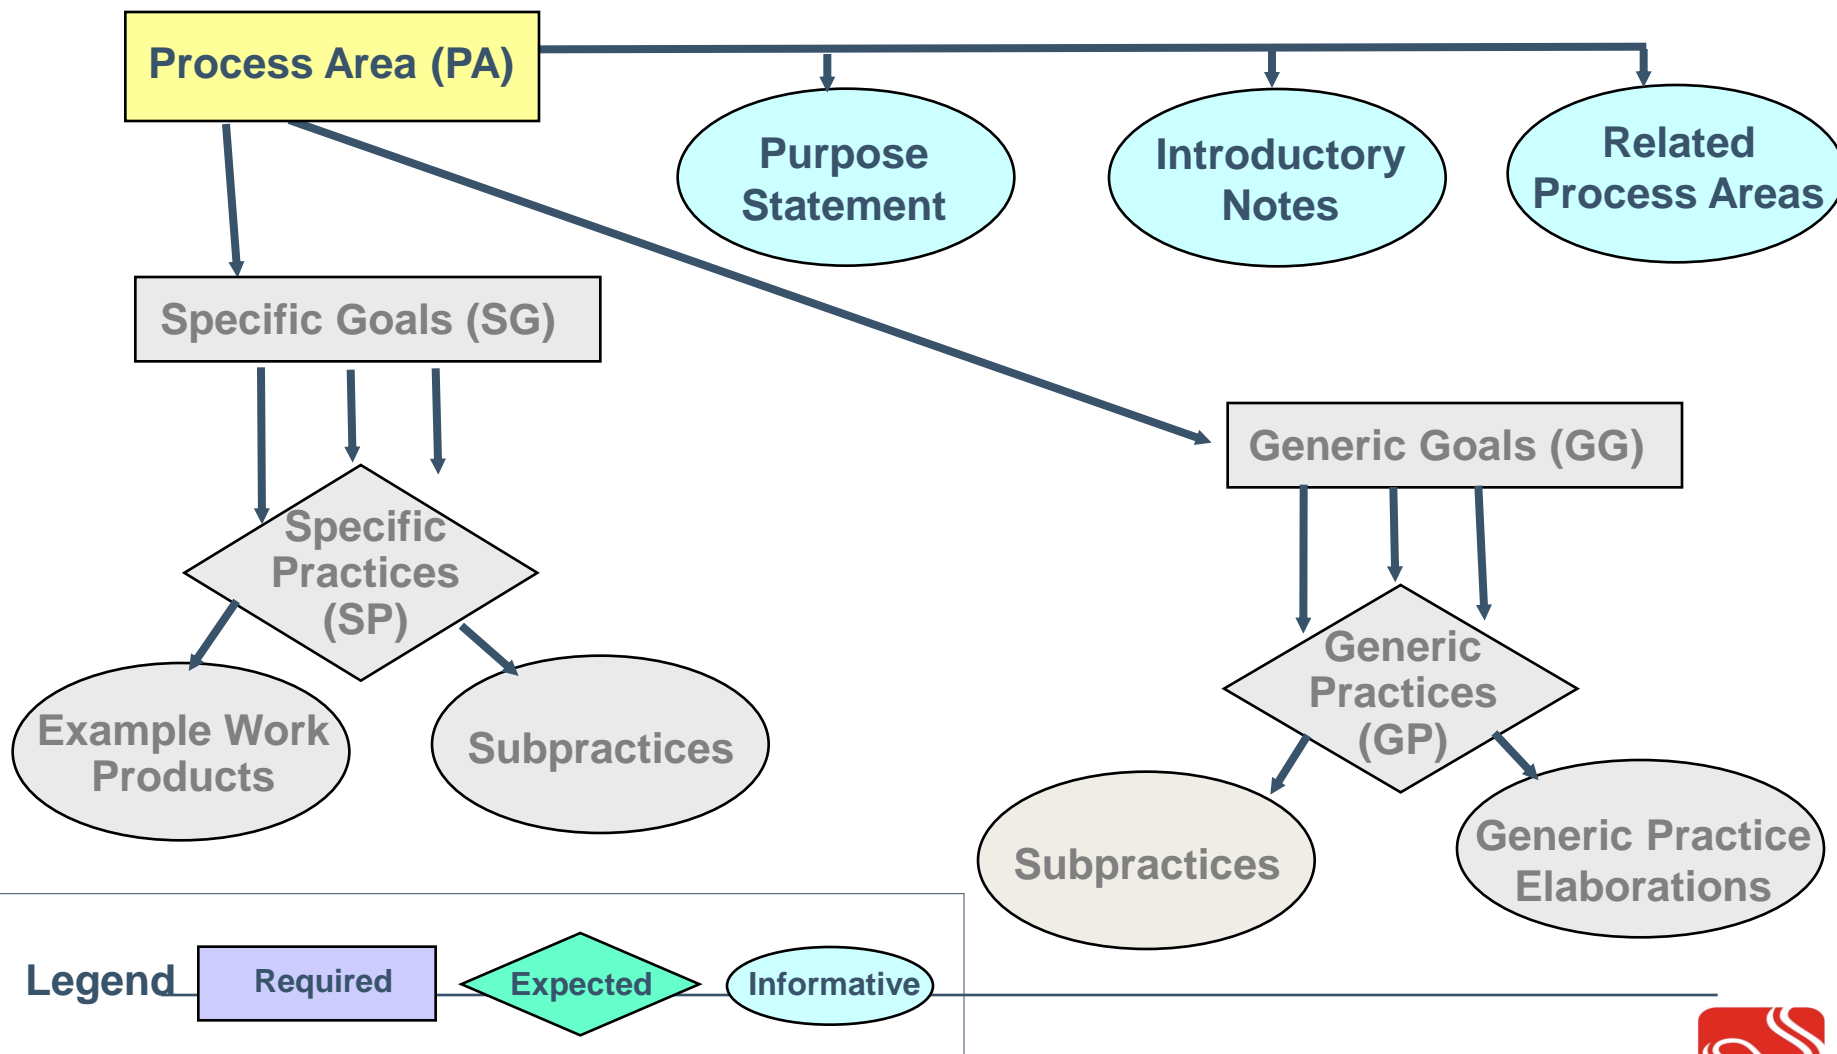 Process Area (PA)
Purpose
Statement
Introductory
Notes
Related
Process Areas
Specific Goals (SG)
Generic Goals (GG)
Specific
Practices
(SP)
Generic
Practices
(GP)
Example Work
Products
Subpractices
Subpractices
Generic Practice
Elaborations
Legend
Required
Expected
Informative